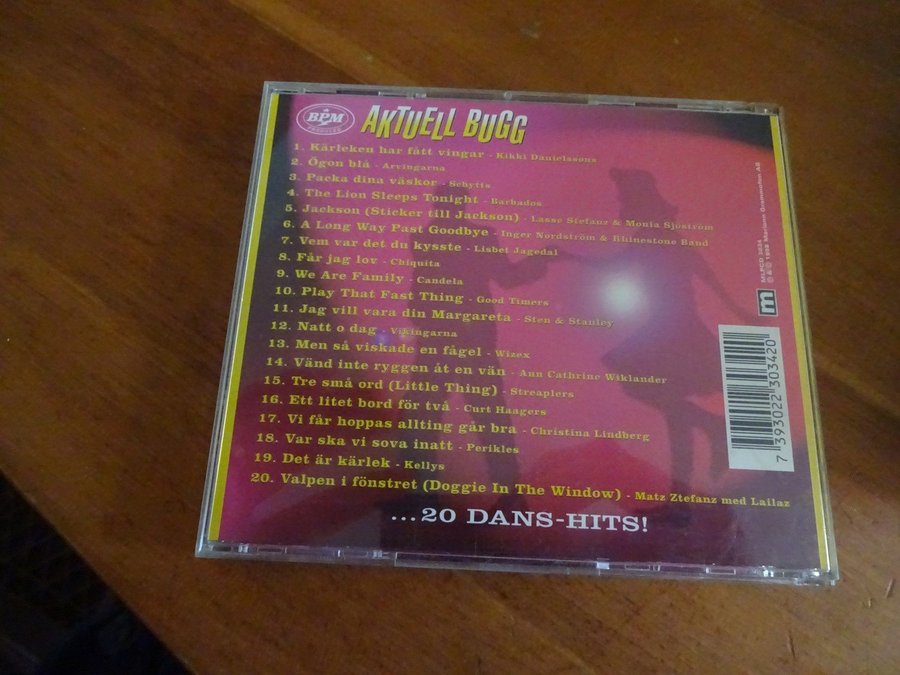 BPM
AKTUELL BUGG
1. Kärleken har fått vingar - Kikki Danielssons
2. Ögon blå - Arvingarna
3. Packa dina väskor - Schytts
4. The Lion Sleeps Tonight - Barbados
5. Jackson (Sticker till Jackson) - Lasse Stefanz & Monia Sjöström
6. A Long Way Past Goodbye - Inger Nordström & Rhinestone Band
7. Vem var det du kysste - Lisbet Jagedal
8. Får jag lov - Chiquita
9. We Are Family - Candela
10. Play That Fast Thing - Good Timers
11. Jag vill vara din Margareta - Sten & Stanley
12. Natt o dag - Vikingarna
13. Men så viskade en fågel - Wizex
14. Vänd inte ryggen åt en vän - Ann Cathrine Wiklander
15. Tre små ord (Little Thing) - Streaplers
16. Ett litet bord för två - Curt Haagers
17. Vi får hoppas allting går bra - Christina Lindberg
18. Var ska vi sova inatt - Perikles
19. Det är kärlek - Kellys
20. Valpen i fönstret (Doggie In The Window) - Matz Ztefanz med Lailaz
...20 DANS-HITS!
m
Mariann Grammofon AB
7 393022 303420